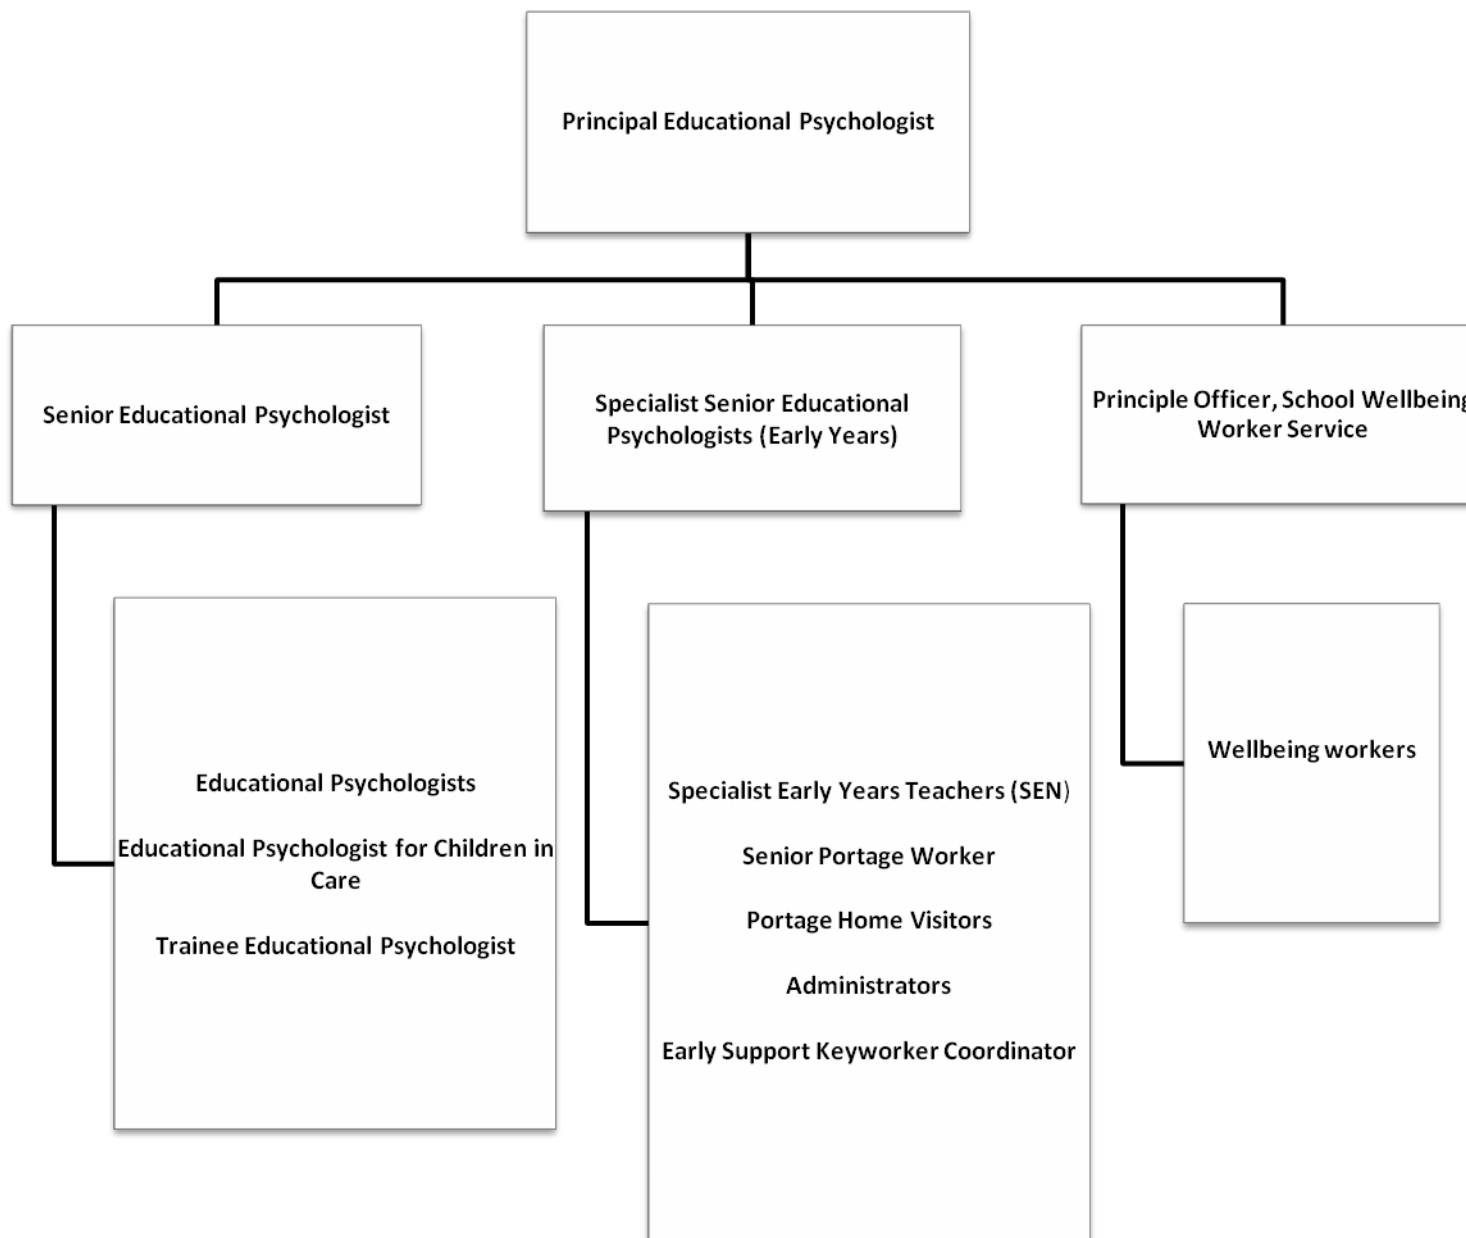 Principal Educational Psychologist
Senior Educational Psychologist
Specialist Senior Educational
Psychologists (Early Years)
Principle Officer, School Wellbeing
Worker Service
Educational Psychologists
Educational Psychologist for Children in
Care
Trainee Educational Psychologist
Specialist Early Years Teachers (SEN)
Senior Portage Worker
Portage Home Visitors
Administrators
Early Support Keyworker Coordinator
Wellbeing workers